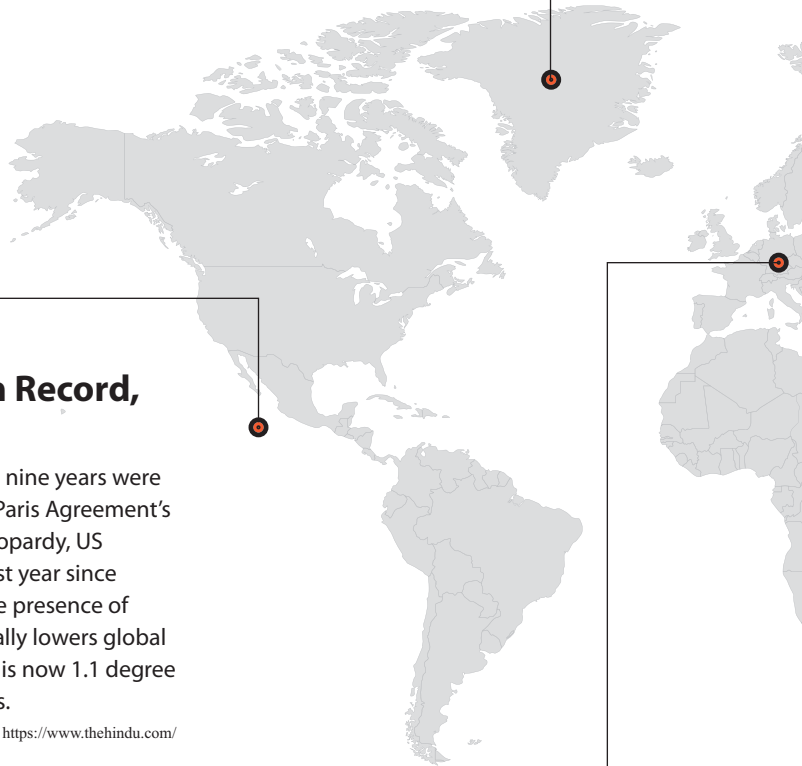 Record,
nine years were
Paris Agreement's
opardy, US
st year since
e presence of
ally lowers global
is now 1.1 degree
s.
https://www.thehindu.com/